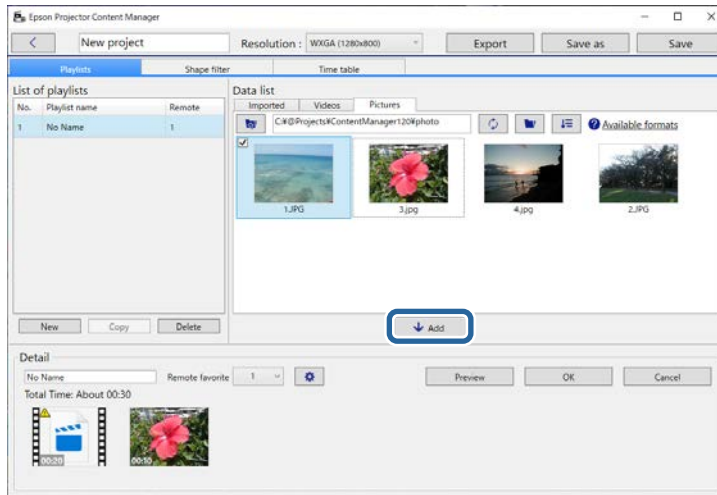 Epson Projector Content Manager
New project
Resolution : WXGA (1280x800)
Export
Save as
Save
Playlists
Shape filter
Time table
List of playlists
No. Playlist name Remote
1 No Name 1
New
Copy
Delete
Data list
Imported
Videos
Pictures
C:¥@Projects¥ContentManager120¥photo
Available formats
1.JPG
3.jpg
4.jpg
2.JPG
Add
Detail
No Name
Remote favorite 1
Preview
OK
Cancel
Total Time: About 00:30
00:20
00:10